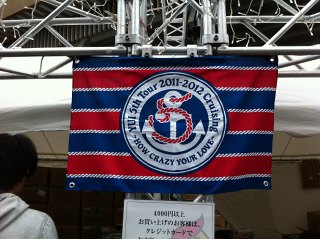 YUI 5th Tour 2011-2012 Cruising
HOW CRAZY YOUR LOVE
4000円以上
お買い上げのお客様は、
クレジットカードで